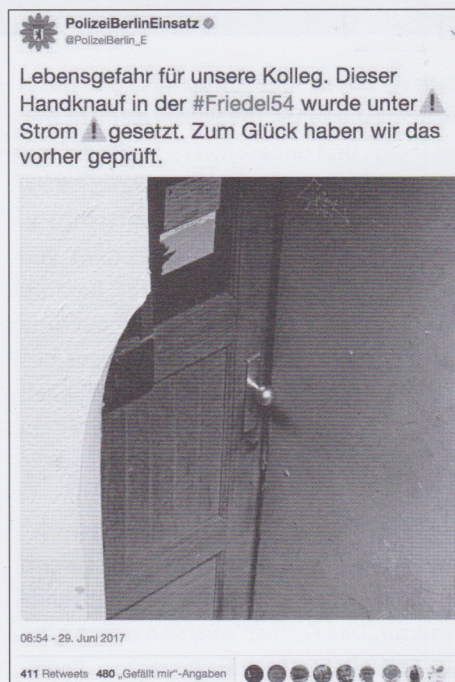 PolizeiBerlinEinsatz
@PolizeiBerlin_E
Lebensgefahr für unsere Kolleg. Dieser
Handknauf in der #Friedel54 wurde unter ⚠
Strom ⚠ gesetzt. Zum Glück haben wir das
vorher geprüft.
06:54 - 29. Juni 2017
411 Retweets 480 „Gefällt mir"-Angaben